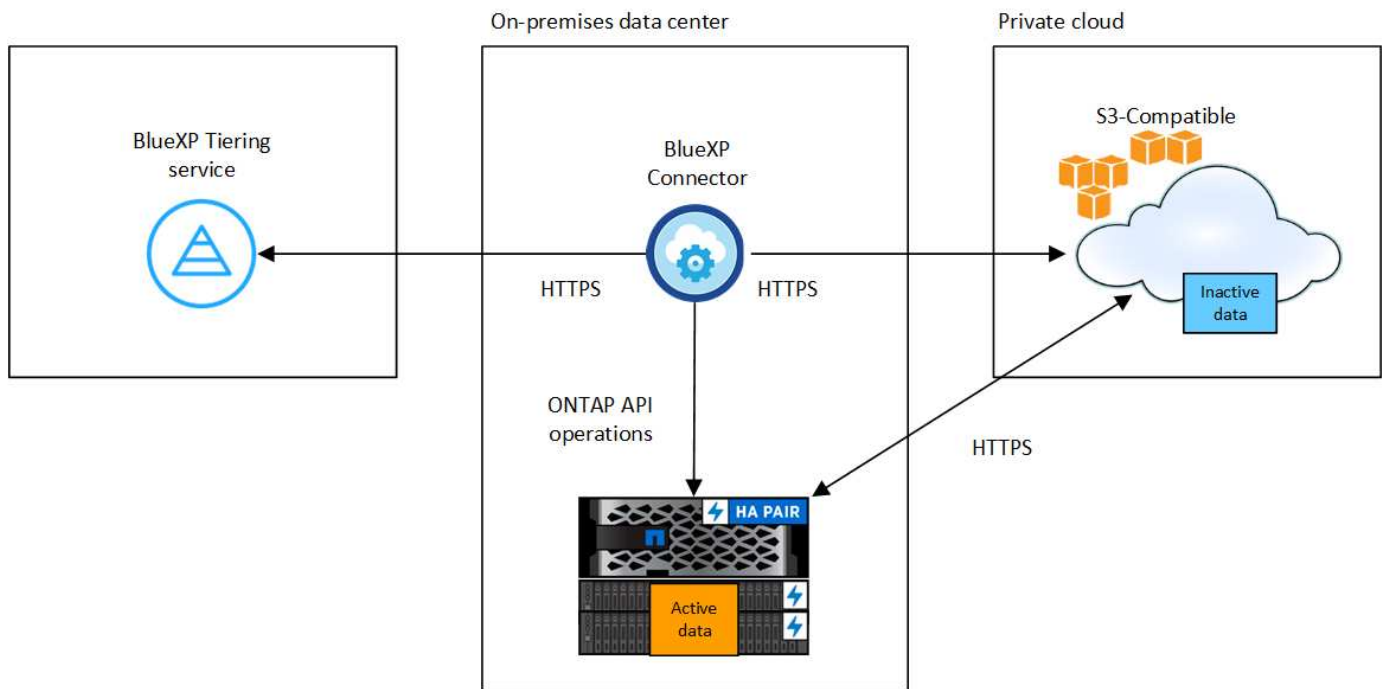 On-premises data center
Private cloud
BlueXP Tiering
service
BlueXP
Connector
S3-Compatible
HTTPS
HTTPS
Inactive
data
ONTAP API
operations
HTTPS
HA PAIR
Active
data